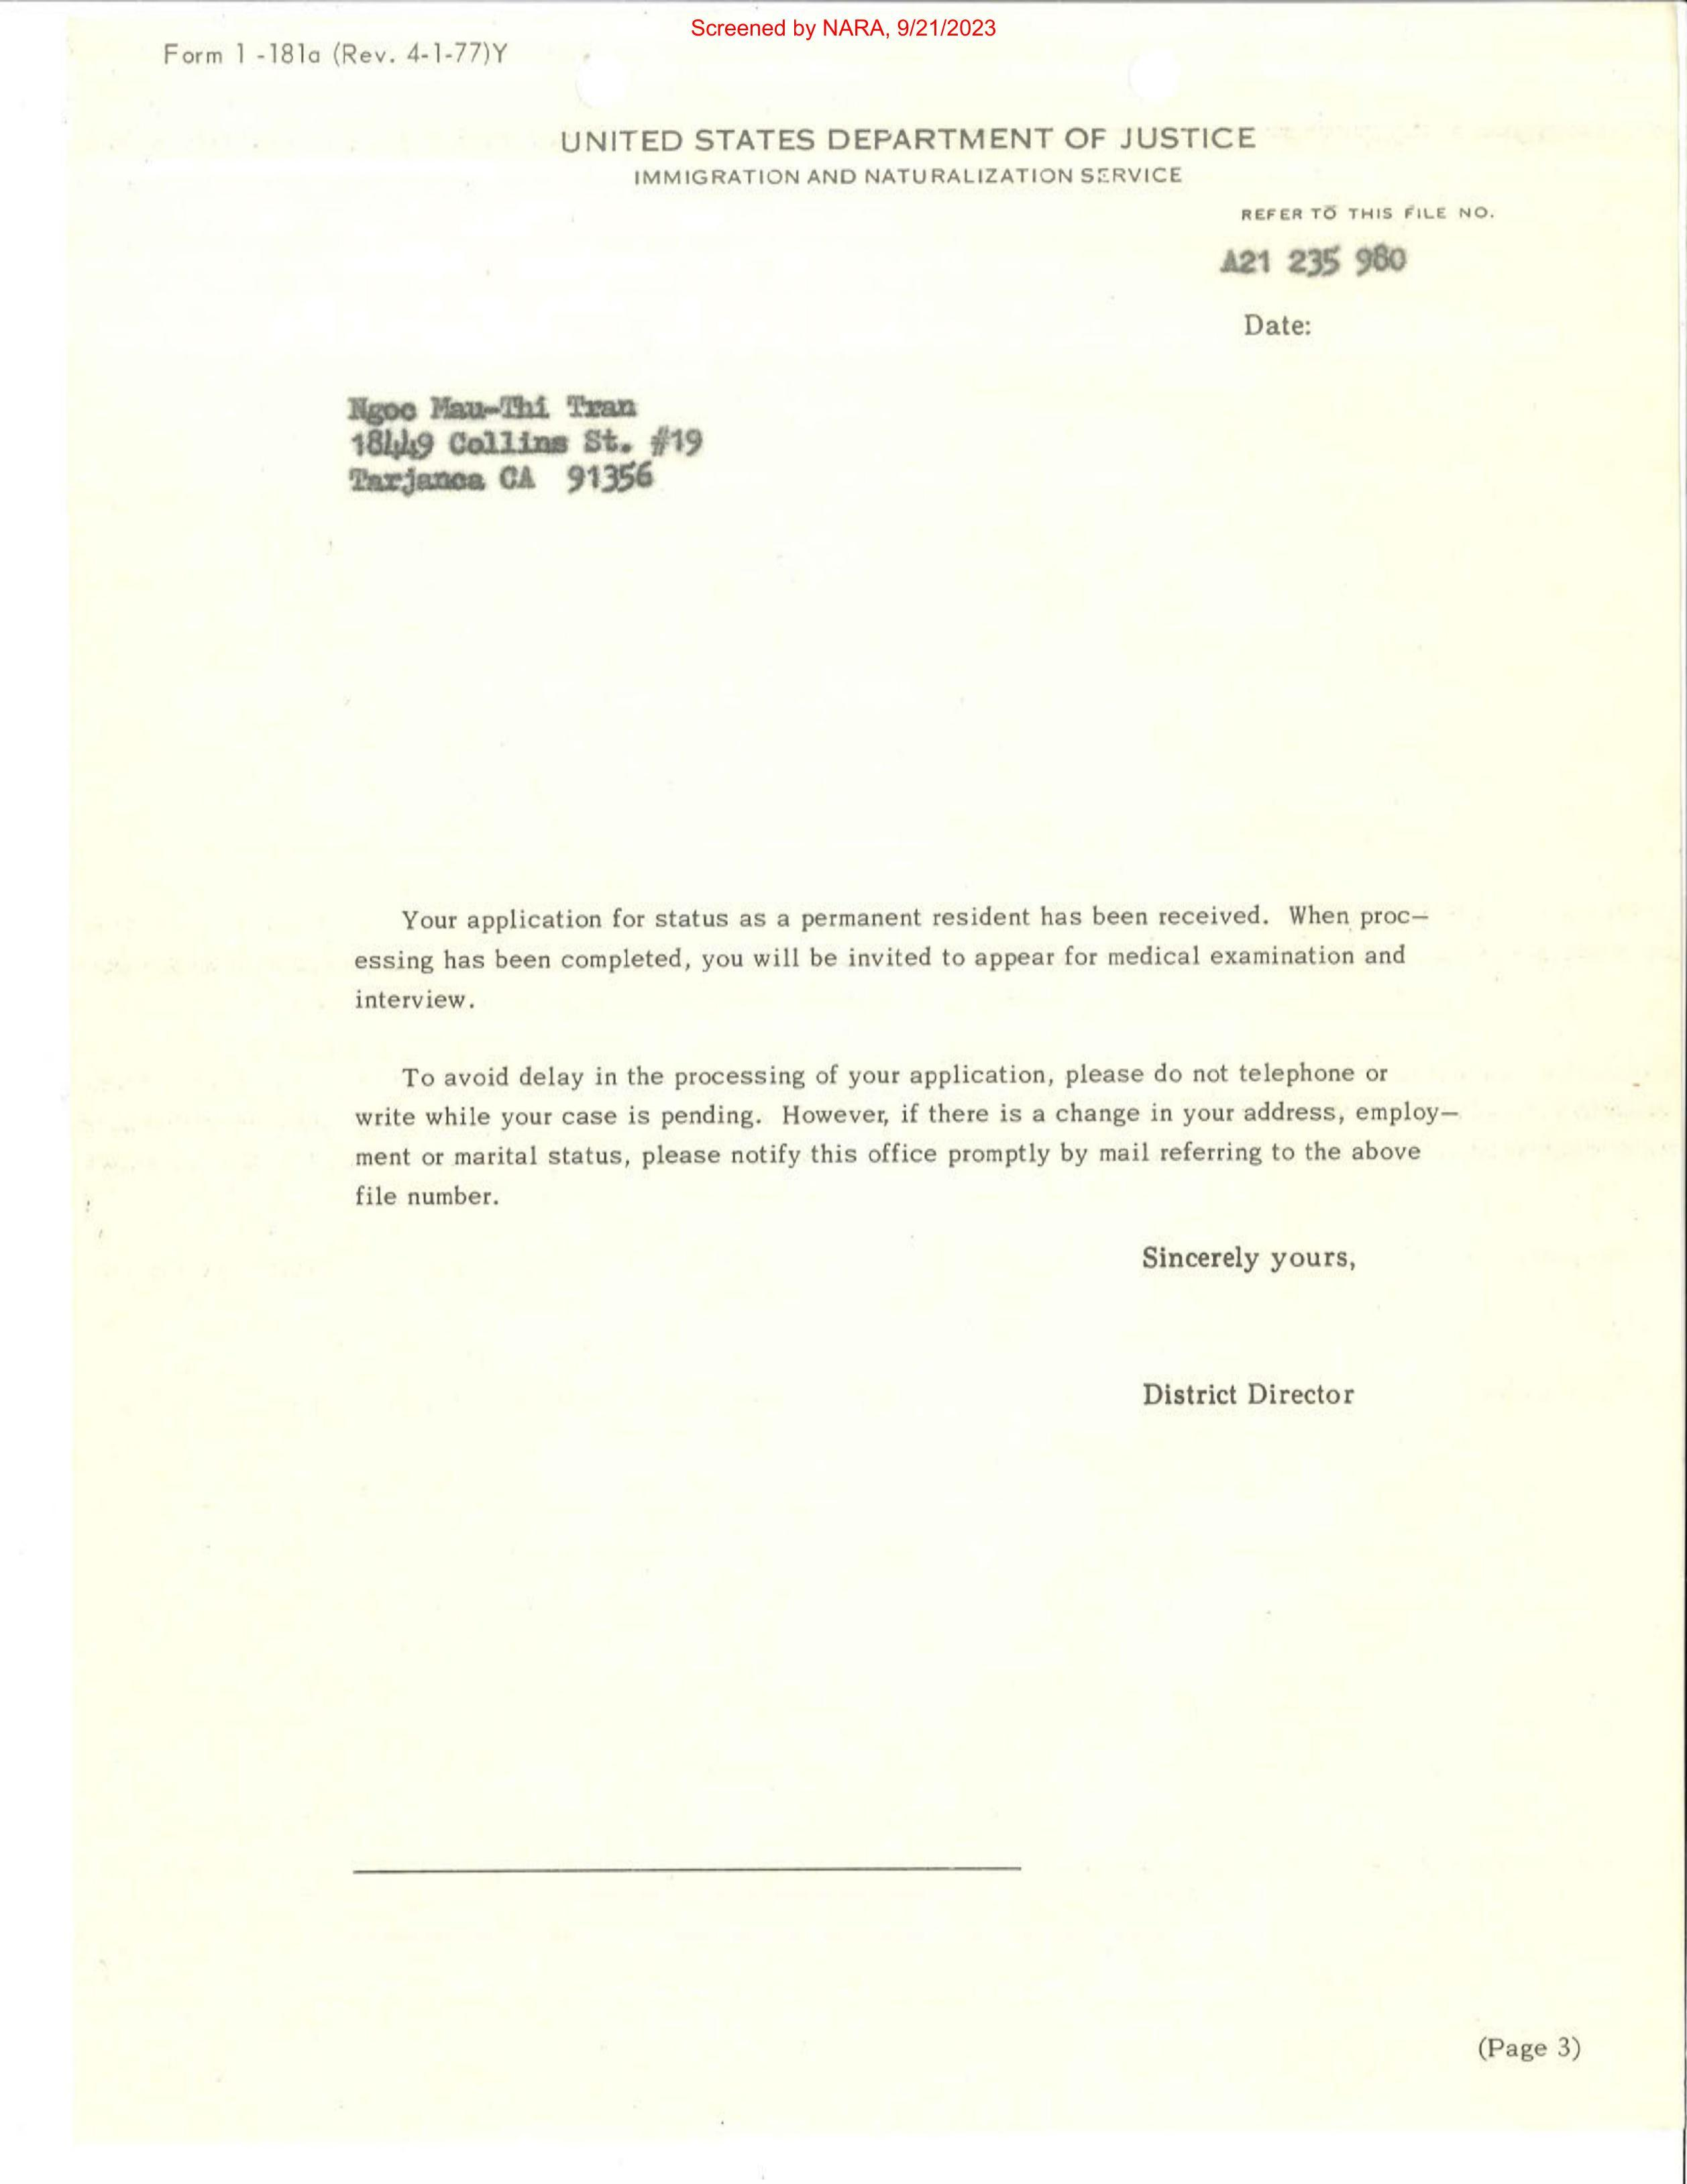 Screened by NARA, 9/21/2023
Form 1 -181a (Rev. 4-1-77)Y
UNITED STATES DEPARTMENT OF JUSTICE
IMMIGRATION AND NATURALIZATION SERVICE
REFER TO THIS FILE NO.
A21 235 980
Date:
Ngoc Mau-Thi Tran
18449 Collins St. #19
Tarjanca CA 91356
Your application for status as a permanent resident has been received. When proc–
essing has been completed, you will be invited to appear for medical examination and
interview.
To avoid delay in the processing of your application, please do not telephone or
write while your case is pending. However, if there is a change in your address, employ–
ment or marital status, please notify this office promptly by mail referring to the above
file number.
Sincerely yours,
District Director
(Page 3)